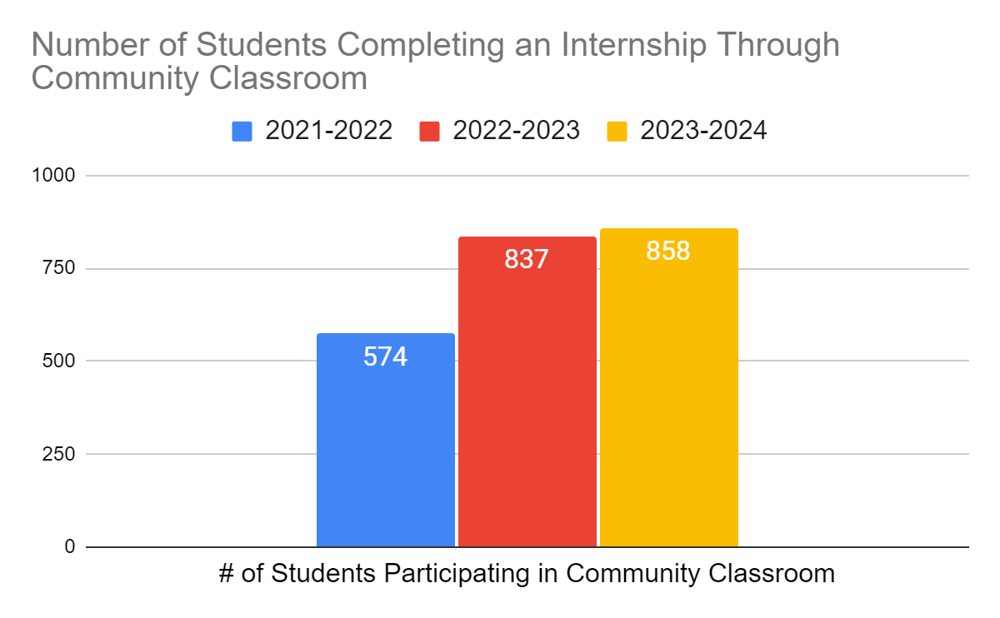 Number of Students Completing an Internship Through
Community Classroom
2021-2022 2022-2023 2023-2024
1000
750
500
250
0
574
837
858
# of Students Participating in Community Classroom